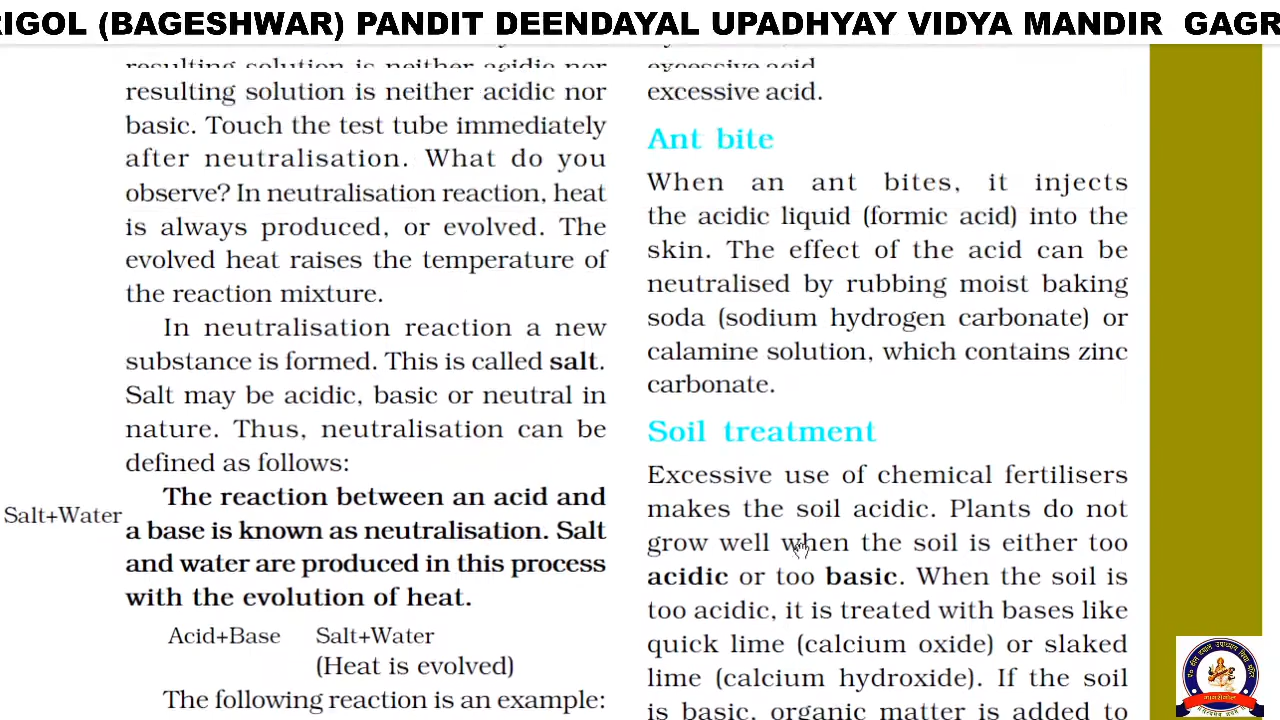 RIGOL (BAGESHWAR) PANDIT DEENDAYAL UPADHYAY VIDYA MANDIR GAGR
resulting solution is neither acidic nor
resulting solution is neither acidic nor
basic. Touch the test tube immediately
after neutralisation. What do you
observe? In neutralisation reaction, heat
is always produced, or evolved. The
evolved heat raises the temperature of
the reaction mixture.
In neutralisation reaction a new
substance is formed. This is called salt.
Salt may be acidic, basic or neutral in
nature. Thus, neutralisation can be
defined as follows:
The reaction between an acid and
a base is known as neutralisation. Salt
and water are produced in this process
with the evolution of heat.
Salt+Water
Acid+Base Salt+Water
(Heat is evolved)
The following reaction is an example:
excessive acid
excessive acid.
Ant bite
When an ant bites, it injects
the acidic liquid (formic acid) into the
skin. The effect of the acid can be
neutralised by rubbing moist baking
soda (sodium hydrogen carbonate) or
calamine solution, which contains zinc
carbonate.
Soil treatment
Excessive use of chemical fertilisers
makes the soil acidic. Plants do not
grow well when the soil is either too
acidic or too basic. When the soil is
too acidic, it is treated with bases like
quick lime (calcium oxide) or slaked
lime (calcium hydroxide). If the soil
is basic, organic matter is added to